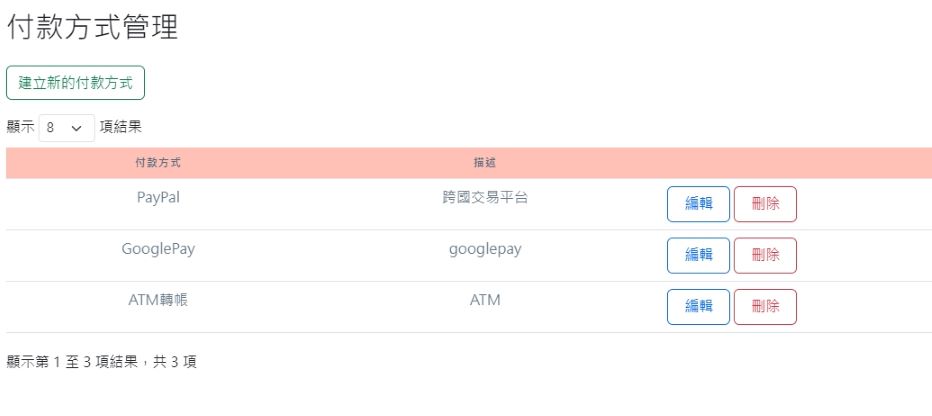 付款方式管理
建立新的付款方式
顯示 8 項結果
付款方式 描述
PayPal 跨國交易平台 編輯 刪除
GooglePay googlepay 編輯 刪除
ATM轉帳 ATM 編輯 刪除
顯示第 1 至 3 項結果，共 3 項